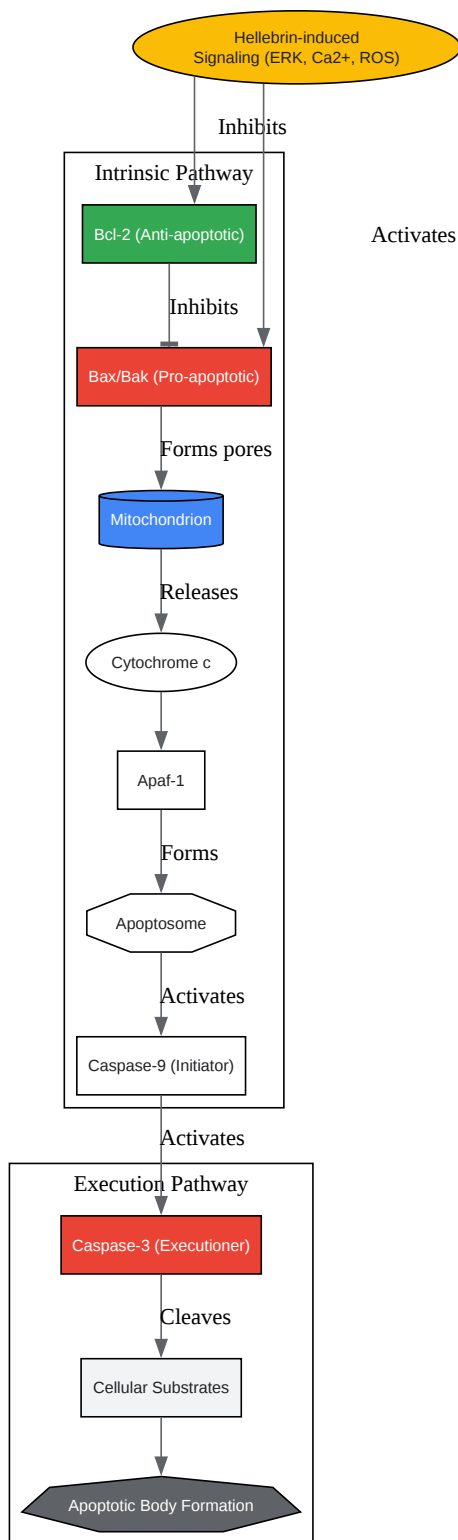 Hellebrin-induced
Signaling (ERK, Ca2+, ROS)
Inhibits
Intrinsic Pathway
Bcl-2 (Anti-apoptotic)
Activates
Inhibits
Bax/Bak (Pro-apoptotic)
Forms pores
Mitochondrion
Releases
Cytochrome c
Apaf-1
Forms
Apoptosome
Activates
Caspase-9 (Initiator)
Activates
Execution Pathway
Caspase-3 (Executioner)
Cleaves
Cellular Substrates
Apoptotic Body Formation